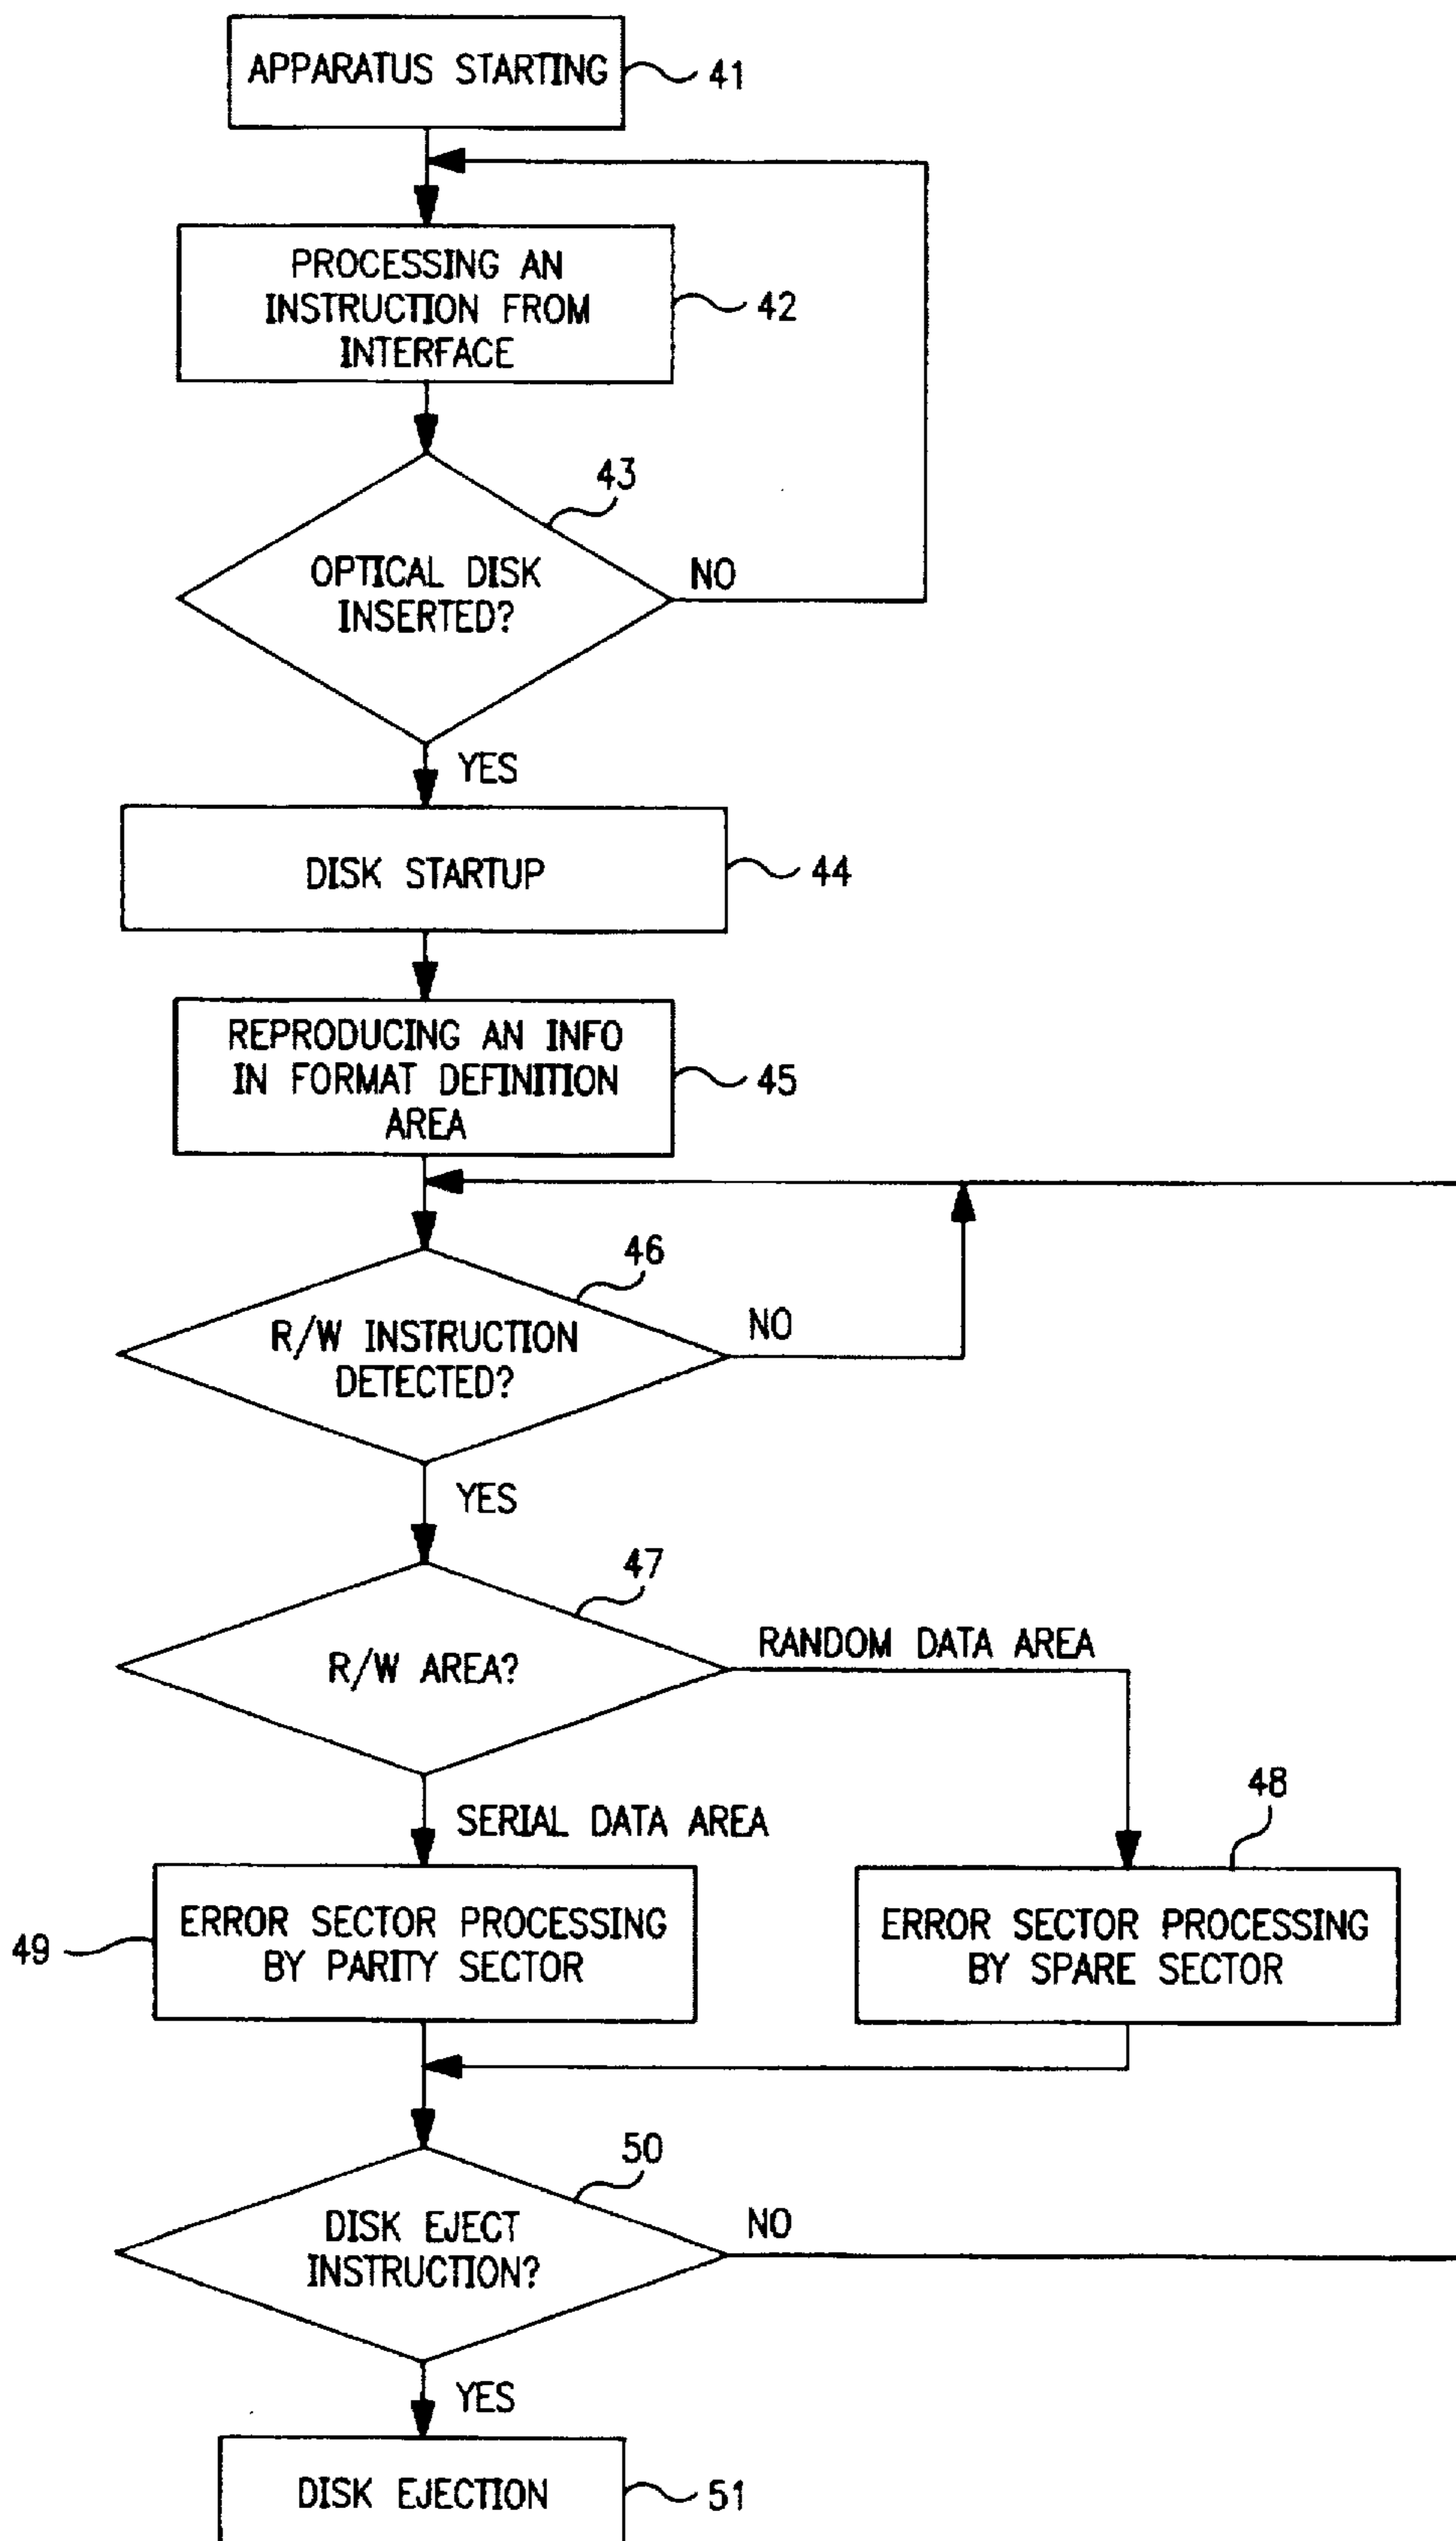 APPARATUS STARTING
41
PROCESSING AN
INSTRUCTION FROM
INTERFACE
42
43
OPTICAL DISK
INSERTED?
NO
YES
DISK STARTUP
44
REPRODUCING AN INFO
IN FORMAT DEFINITION
AREA
45
46
R/W INSTRUCTION
DETECTED?
NO
YES
47
R/W AREA?
RANDOM DATA AREA
SERIAL DATA AREA
48
49
ERROR SECTOR PROCESSING
BY PARITY SECTOR
ERROR SECTOR PROCESSING
BY SPARE SECTOR
50
DISK EJECT
INSTRUCTION?
NO
YES
DISK EJECTION
51